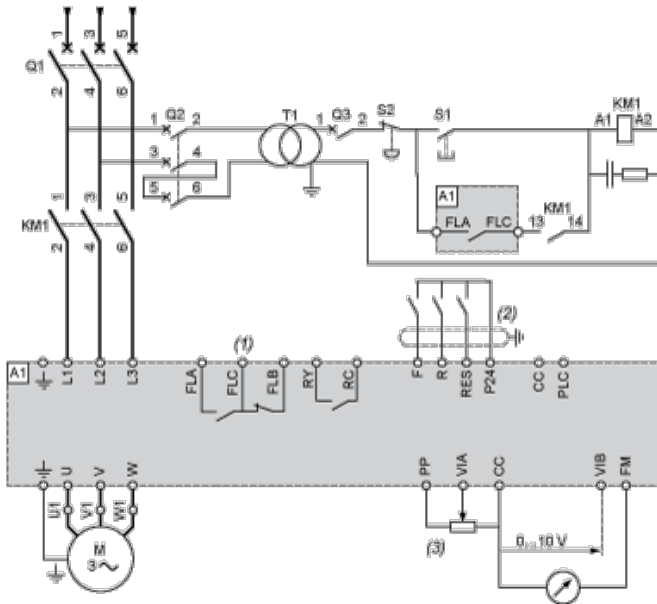 1 3 5
Q1
2 4 6
1 Q2 2
3 4
5 6
T1
1 Q3 2
S2
S1
KM1
A1 A2
A1
FLA FLC
KM1
13 14
1 3 5
KM1
2 4 6
(1)
(2)
A1
L1 L2 L3
FLA FLC FLB RY RC
F R RES P24 CC PLC
U V W
PP VIA CC VIB FM
U1 V1 W1
M
3
(3)
0...10 V